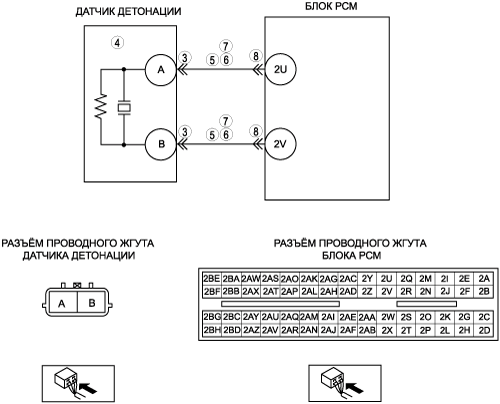 ДАТЧИК ДЕТОНАЦИИ
БЛОК PCM
4
3
7
5 6
8
A
2U
3
7
5 6
8
B
2V
РАЗЪЁМ ПРОВОДНОГО ЖГУТА
ДАТЧИКА ДЕТОНАЦИИ
A B
РАЗЪЁМ ПРОВОДНОГО ЖГУТА
БЛОКА PCM
2BE 2BA 2AW 2AS 2AO 2AK 2AG 2AC 2Y 2U 2Q 2M 2I 2E 2A
2BF 2BB 2AX 2AT 2AP 2AL 2AH 2AD 2Z 2V 2R 2N 2J 2F 2B
2BG 2BC 2AY 2AU 2AQ 2AM 2AI 2AE 2AA 2W 2S 2O 2K 2G 2C
2BH 2BD 2AZ 2AV 2AR 2AN 2AJ 2AF 2AB 2X 2T 2P 2L 2H 2D